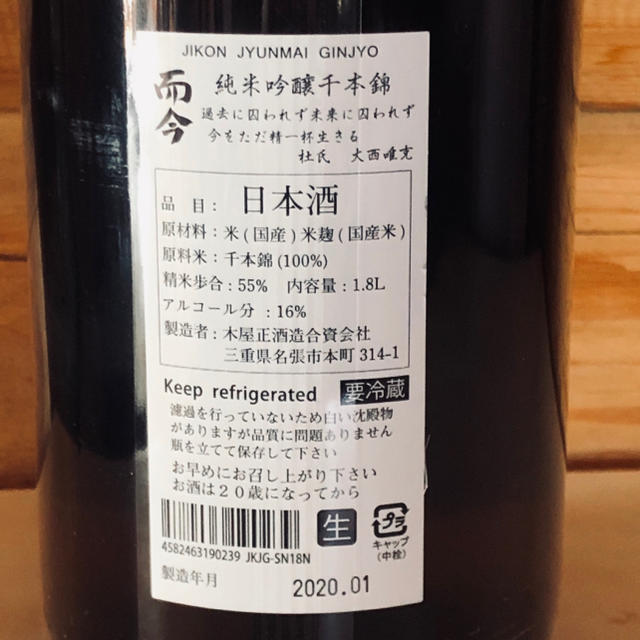 JIKON JYUNMAI GINJYO
而今
純米吟醸千本錦
過去に囚われず未来に囚われず
今をただ精一杯生きる
杜氏 大西唯克
品目: 日本酒
原材料:米(国産)米麹(国産米)
原料米:千本錦(100%)
精米歩合:55% 内容量:1.8L
アルコール分:16%
製造者:木屋正酒造合資会社
三重県名張市本町314-1
Keep refrigerated 要冷蔵
濾過を行っていないため白い沈殿物
がありますが品質に問題ありません
瓶を立てて保存して下さい
お早めにお召し上がり下さい
お酒は20歳になってから
生
プラ
キャップ
(中栓)
4582463190239 JKJG-SN18N
製造年月 2020.01